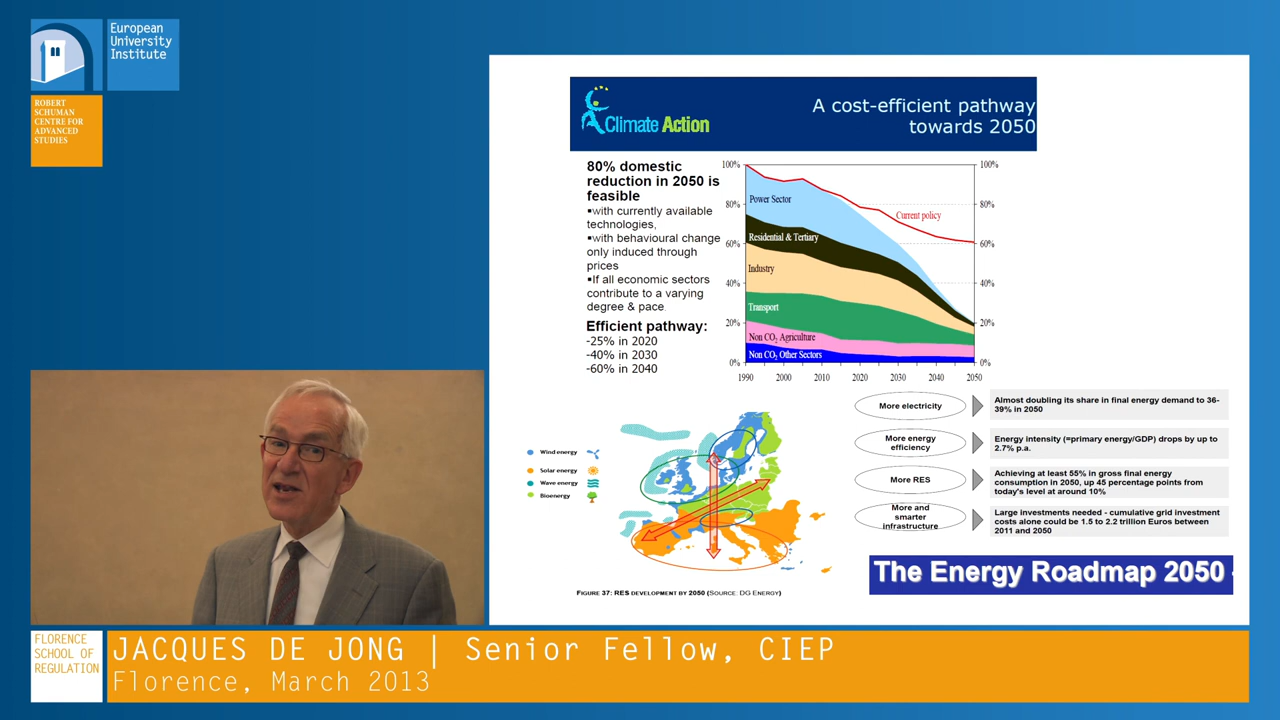 European
University
Institute
ROBERT
SCHUMAN
CENTRE FOR
ADVANCED
STUDIES
Climate Action
A cost-efficient pathway
towards 2050
80% domestic
reduction in 2050 is
feasible
▪with currently available
technologies,
▪with behavioural change
only induced through
prices
▪If all economic sectors
contribute to a varying
degree & pace
Efficient pathway:
-25% in 2020
-40% in 2030
-60% in 2040
100%
80%
60%
40%
20%
0%
100%
80%
60%
40%
20%
0%
Power Sector
Current policy
Residential & Tertiary
Industry
Transport
Non CO2 Agriculture
Non CO2 Other Sectors
1990 2000 2010 2020 2030 2040 2050
Wind energy
Solar energy
Wave energy
Bioenergy
FIGURE 37: RES DEVELOPMENT BY 2050 (SOURCE: DG ENERGY)
More electricity
Almost doubling its share in final energy demand to 36-
39% in 2050
More energy
efficiency
Energy intensity (=primary energy/GDP) drops by up to
2.7% p.a.
More RES
Achieving at least 55% in gross final energy
consumption in 2050, up 45 percentage points from
today's level at around 10%
More and
smarter
infrastructure
Large investments needed - cumulative grid investment
costs alone could be 1.5 to 2.2 trillion Euros between
2011 and 2050
The Energy Roadmap 2050 -
FLORENCE
SCHOOL OF
REGULATION
JACQUES DE JONG | Senior Fellow, CIEP
Florence, March 2013